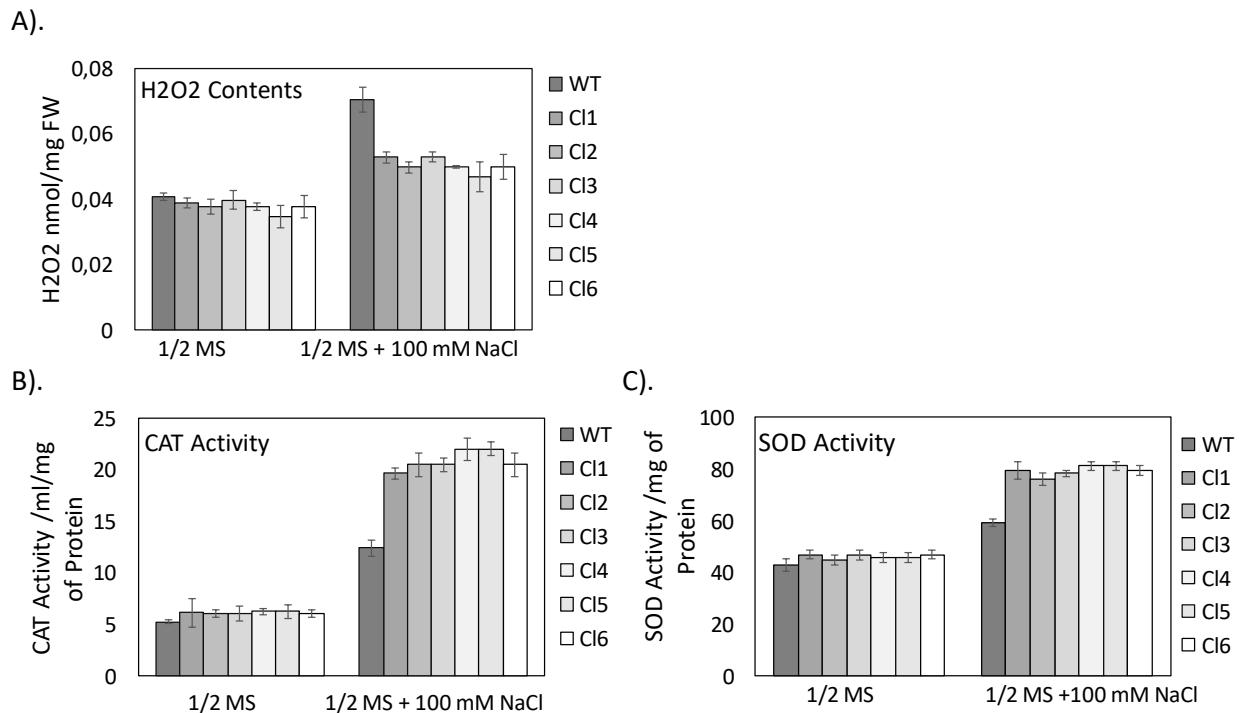 A).
H2O2 Contents
H2O2 nmol/mg FW
0,08
0,06
0,04
0,02
0
1/2 MS
1/2 MS + 100 mM NaCl
WT
Cl1
Cl2
Cl3
Cl4
Cl5
Cl6
B).
CAT Activity
CAT Activity /ml/mg
of Protein
25
20
15
10
5
0
1/2 MS
1/2 MS + 100 mM NaCl
WT
Cl1
Cl2
Cl3
Cl4
Cl5
Cl6
C).
SOD Activity
SOD Activity /mg of
Protein
100
80
60
40
20
0
1/2 MS
1/2 MS +100 mM NaCl
WT
Cl1
Cl2
Cl3
Cl4
Cl5
Cl6